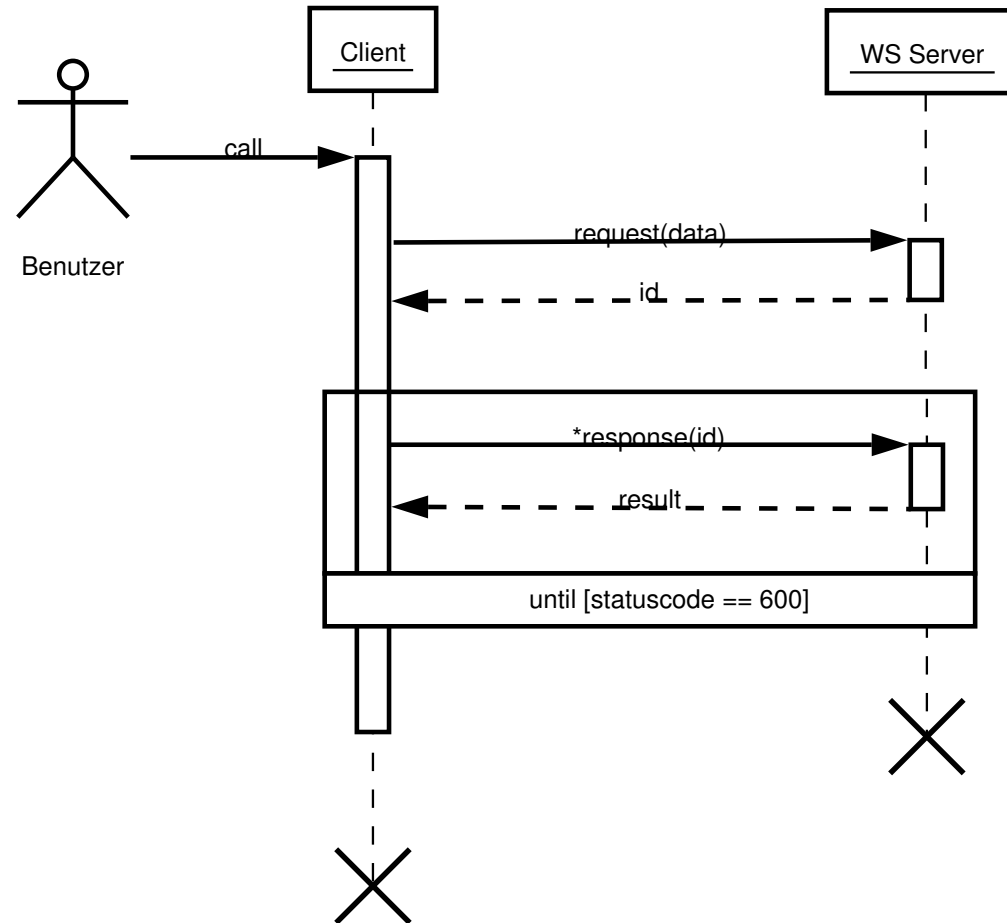 Client
WS Server
call
request(data)
Benutzer
id
*response(id)
result
until [statuscode == 600]